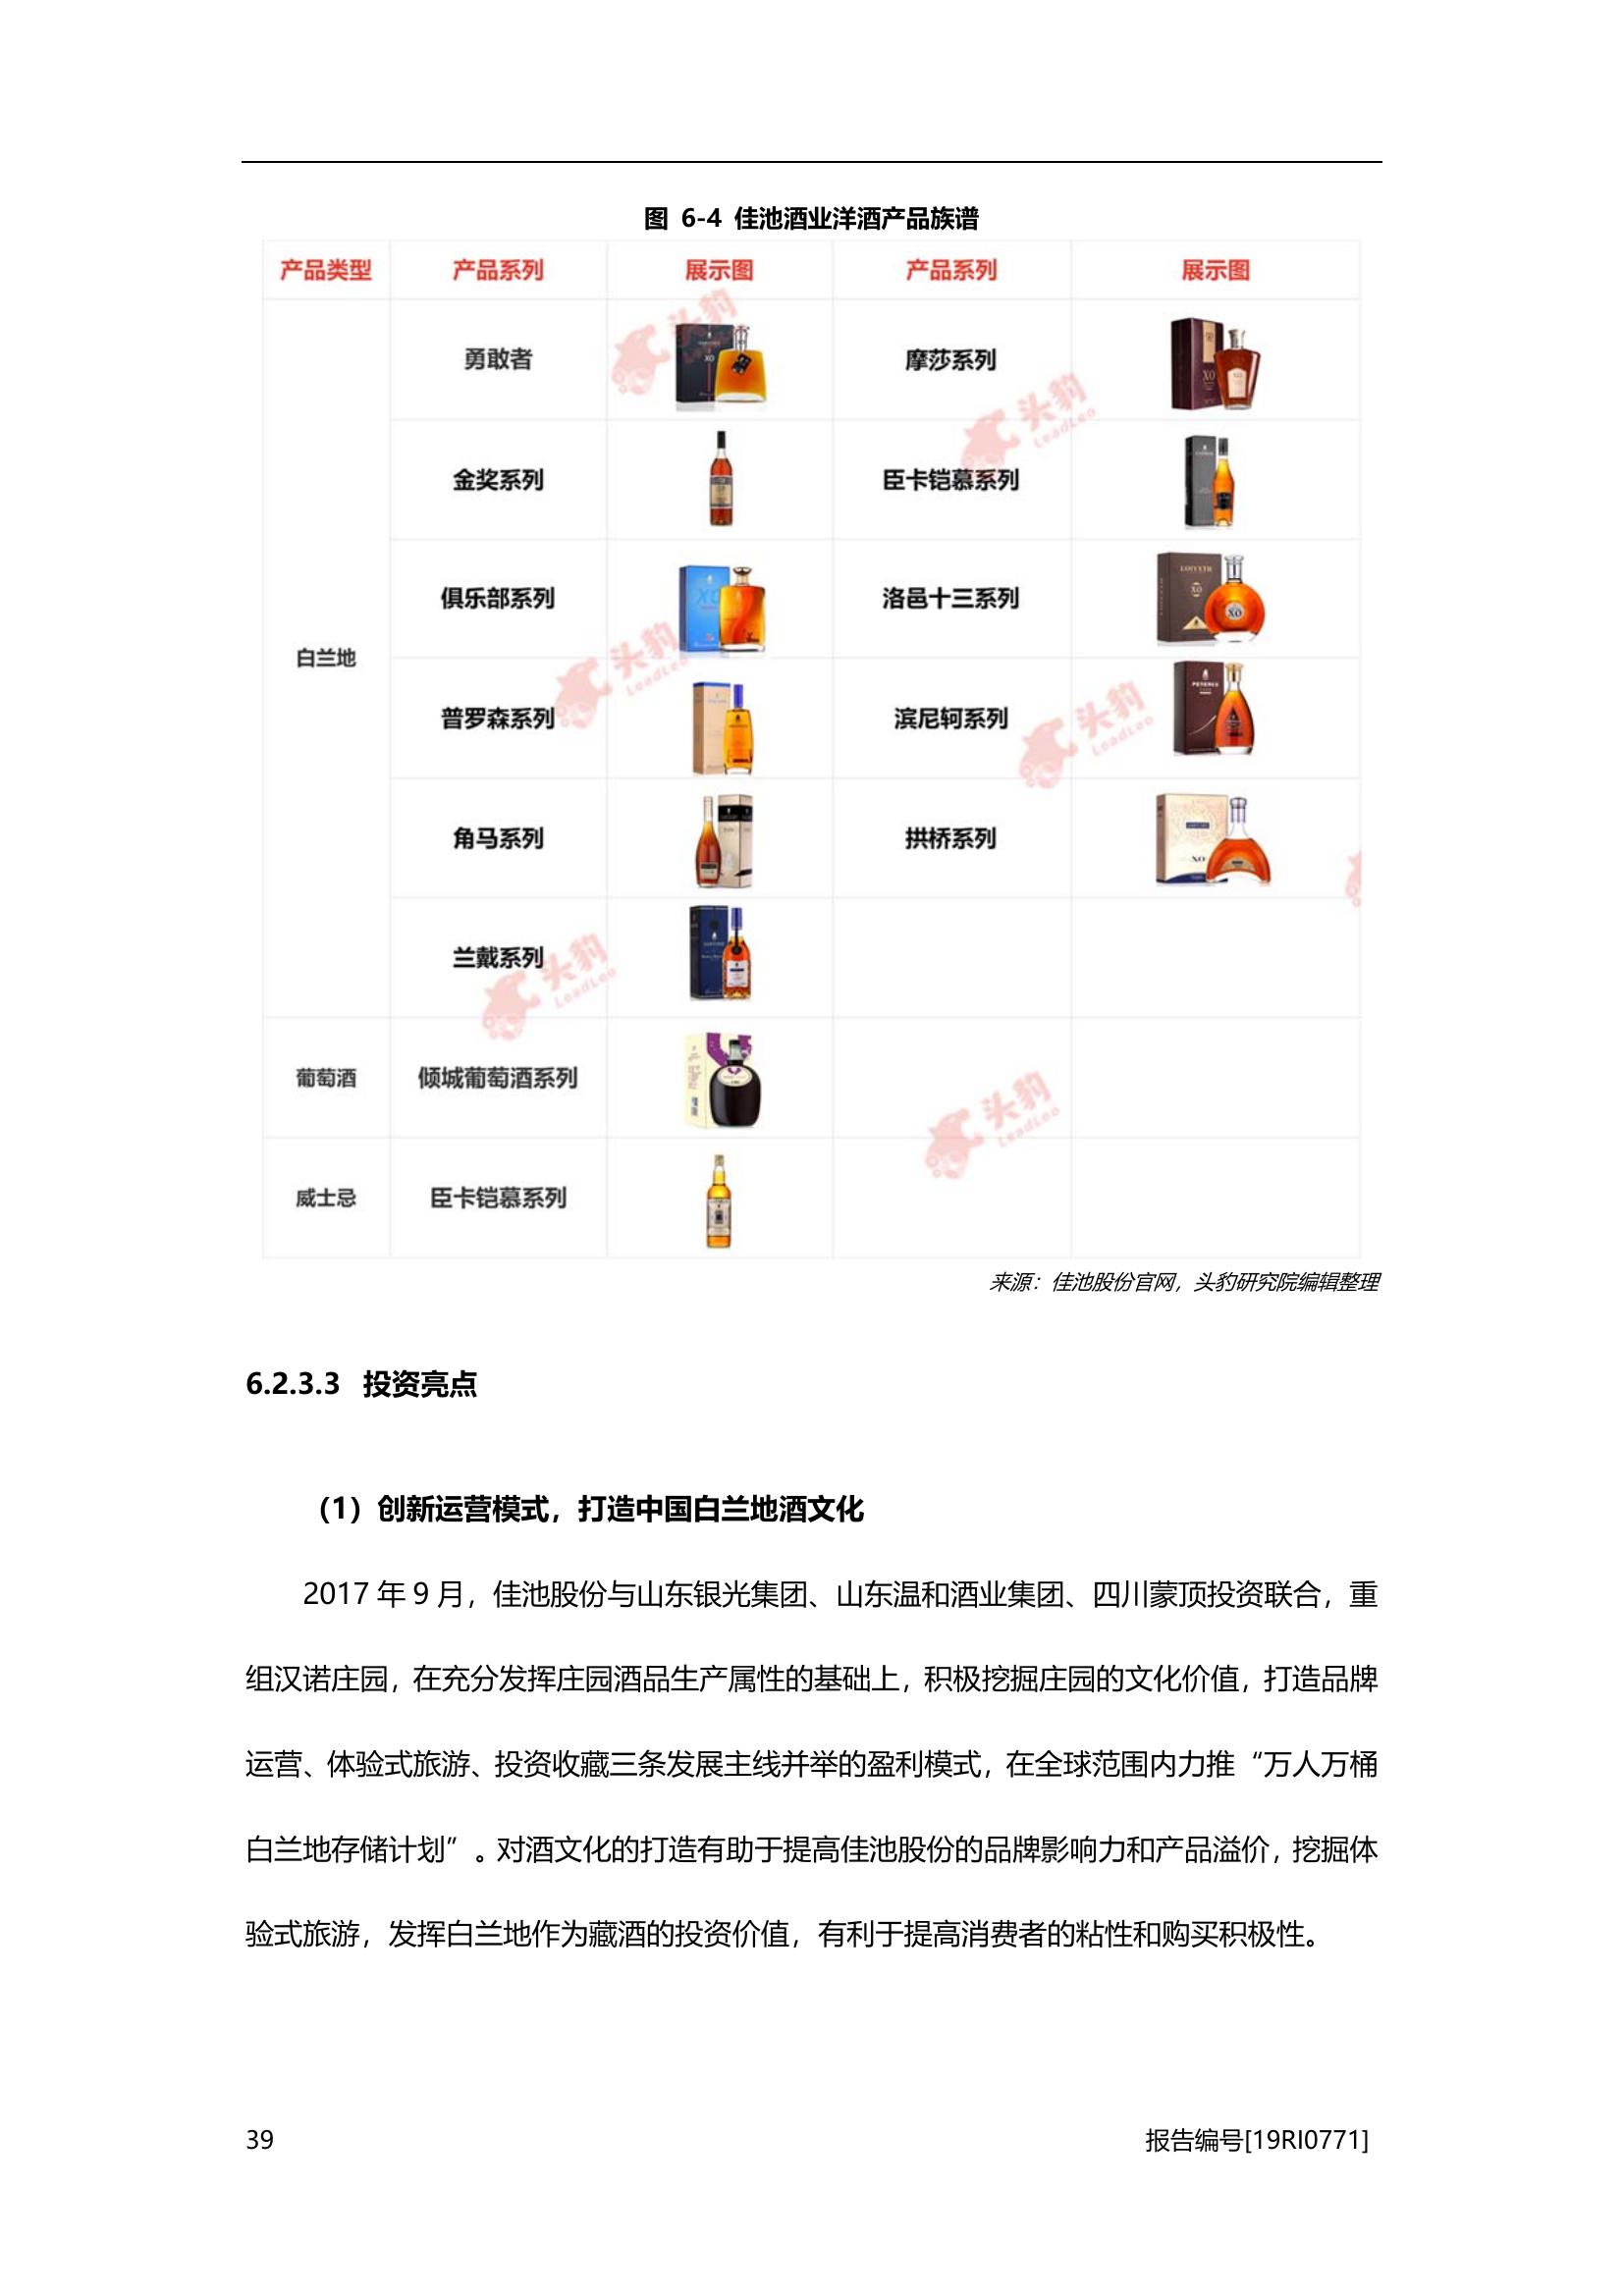 图 6-4 佳池酒业洋酒产品族谱
产品类型 产品系列 展示图 产品系列 展示图
白兰地
勇敢者 摩莎系列
金奖系列 臣卡铠慕系列
俱乐部系列 洛邑十三系列
普罗森系列 滨尼轲系列
角马系列 拱桥系列
兰戴系列
葡萄酒 倾城葡萄酒系列
威士忌 臣卡铠慕系列
头豹
LeadLeo
来源：佳池股份官网，头豹研究院编辑整理
6.2.3.3 投资亮点
（1）创新运营模式，打造中国白兰地酒文化
2017 年 9 月，佳池股份与山东银光集团、山东温和酒业集团、四川蒙顶投资联合，重
组汉诺庄园，在充分发挥庄园酒品生产属性的基础上，积极挖掘庄园的文化价值，打造品牌
运营、体验式旅游、投资收藏三条发展主线并举的盈利模式，在全球范围内力推“万人万桶
白兰地存储计划”。对酒文化的打造有助于提高佳池股份的品牌影响力和产品溢价，挖掘体
验式旅游，发挥白兰地作为藏酒的投资价值，有利于提高消费者的粘性和购买积极性。
39 报告编号[19RI0771]